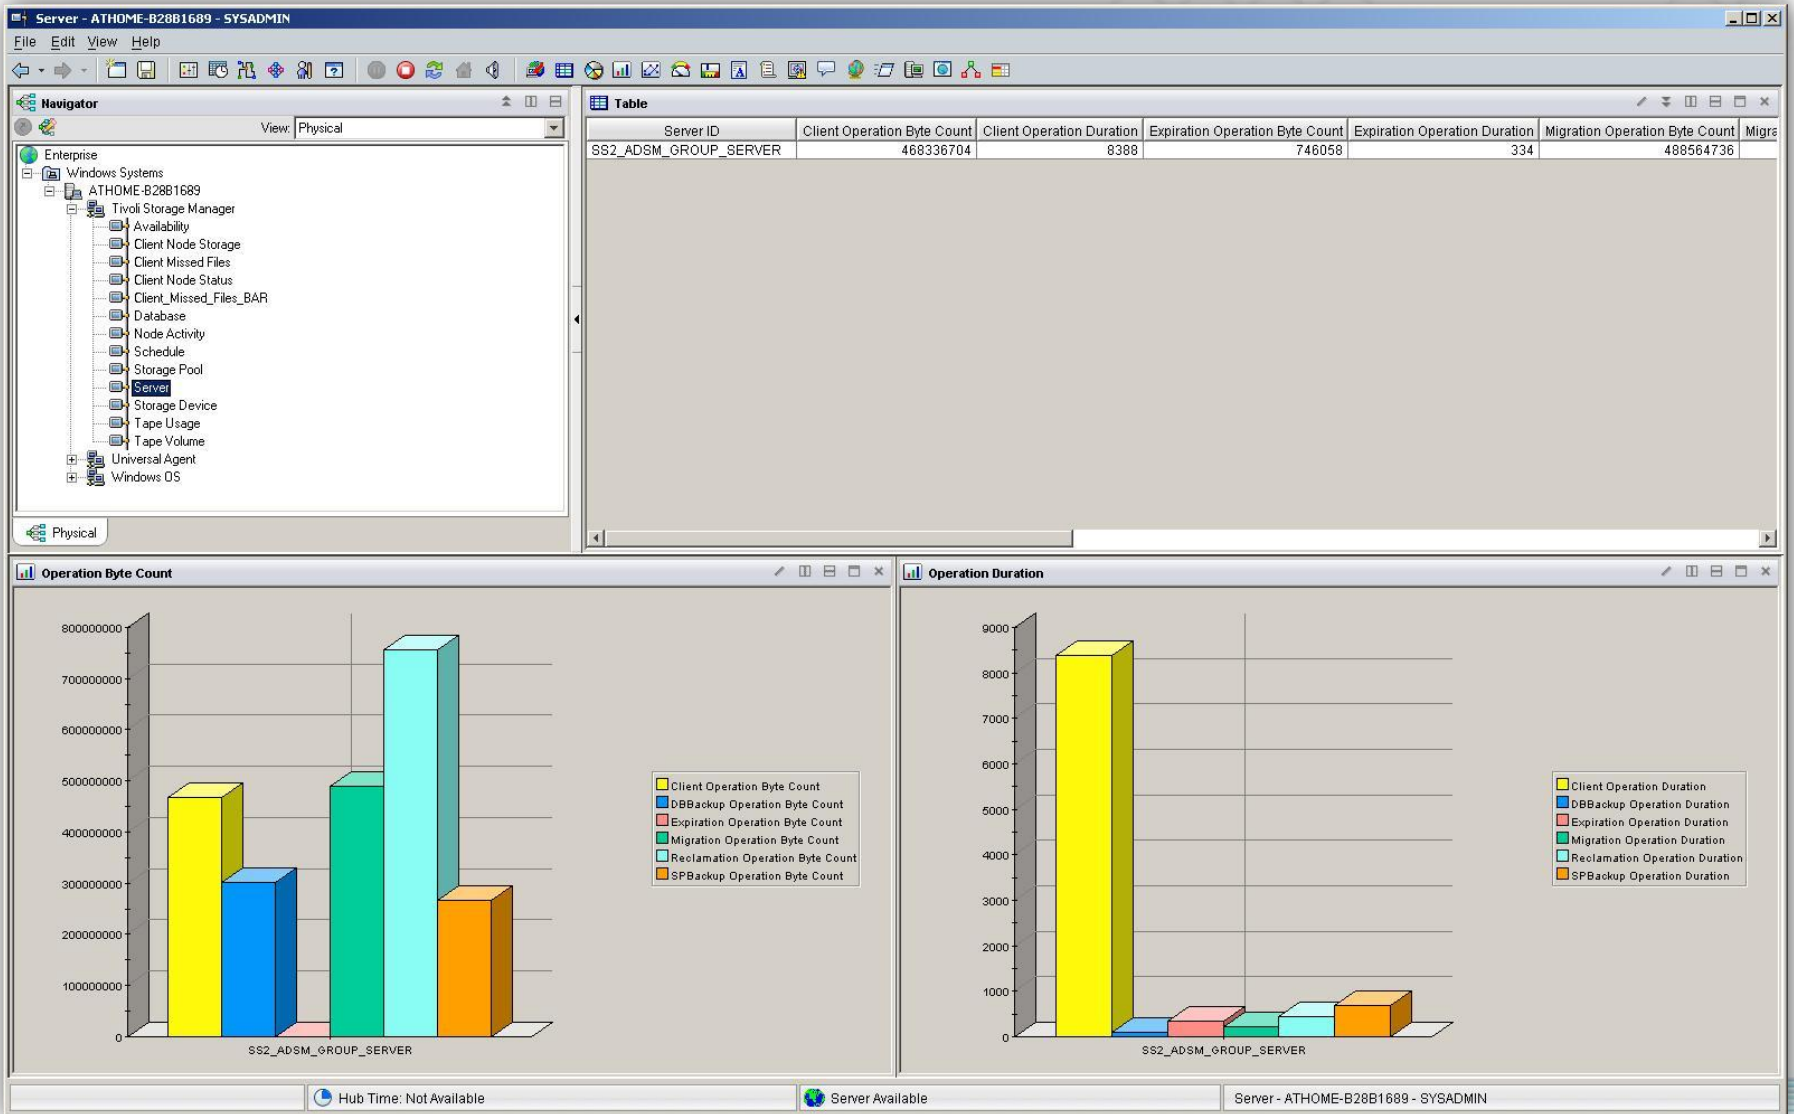 Server - ATHOME-B28B1689 - SYSADMIN
File Edit View Help
Navigator
View: Physical
Enterprise
Windows Systems
ATHOME-B28B1689
Tivoli Storage Manager
Availability
Client Node Storage
Client Missed Files
Client Node Status
Client_Missed_Files_BAR
Database
Node Activity
Schedule
Storage Pool
Server
Storage Device
Tape Usage
Tape Volume
Universal Agent
Windows OS
Physical
Table
Server ID Client Operation Byte Count Client Operation Duration Expiration Operation Byte Count Expiration Operation Duration Migration Operation Byte Count Migra
SS2_ADSM_GROUP_SERVER 468336704 8388 746058 334 488564736
Operation Byte Count
800000000
700000000
600000000
500000000
400000000
300000000
200000000
100000000
0
SS2_ADSM_GROUP_SERVER
Client Operation Byte Count
DBBackup Operation Byte Count
Expiration Operation Byte Count
Migration Operation Byte Count
Reclamation Operation Byte Count
SPBackup Operation Byte Count
Operation Duration
9000
8000
7000
6000
5000
4000
3000
2000
1000
0
SS2_ADSM_GROUP_SERVER
Client Operation Duration
DBBackup Operation Duration
Expiration Operation Duration
Migration Operation Duration
Reclamation Operation Duration
SPBackup Operation Duration
Hub Time: Not Available
Server Available
Server - ATHOME-B28B1689 - SYSADMIN